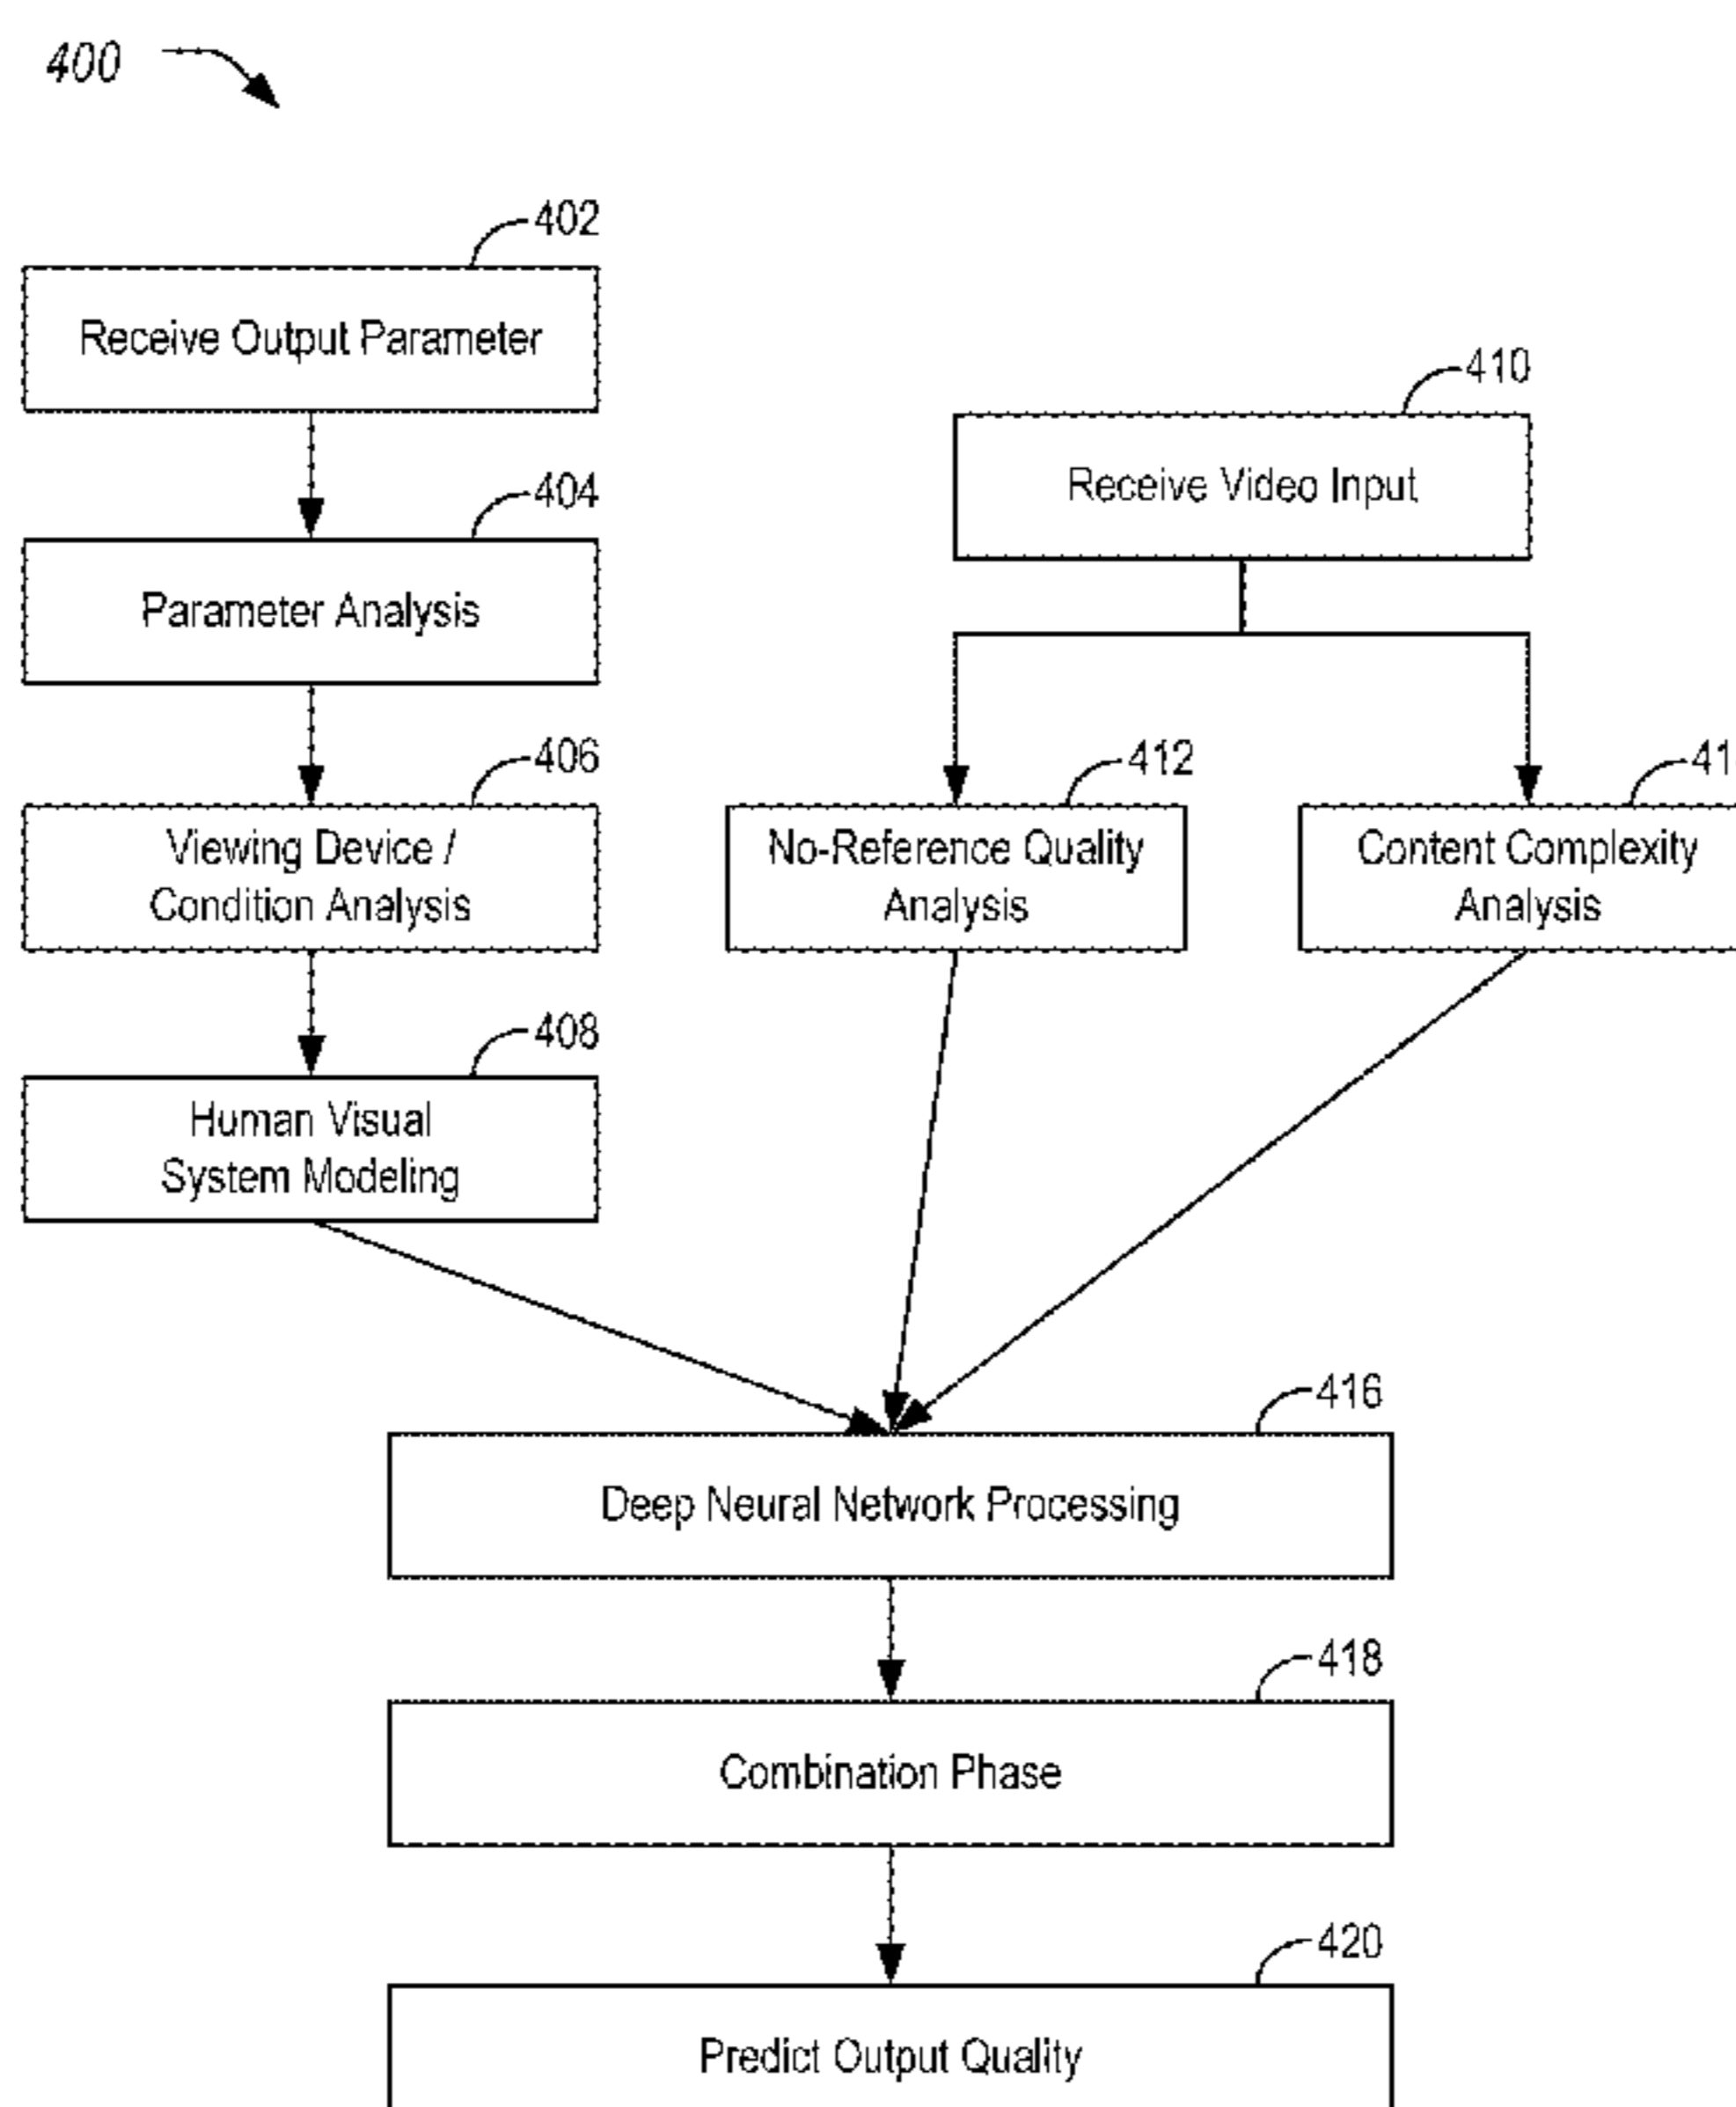 400
402
Receive Output Parameter
410
Receive Video Input
404
Parameter Analysis
406
Viewing Device /
Condition Analysis
412
No-Reference Quality
Analysis
41
Content Complexity
Analysis
408
Human Visual
System Modeling
416
Deep Neural Network Processing
418
Combination Phase
420
Predict Output Quality